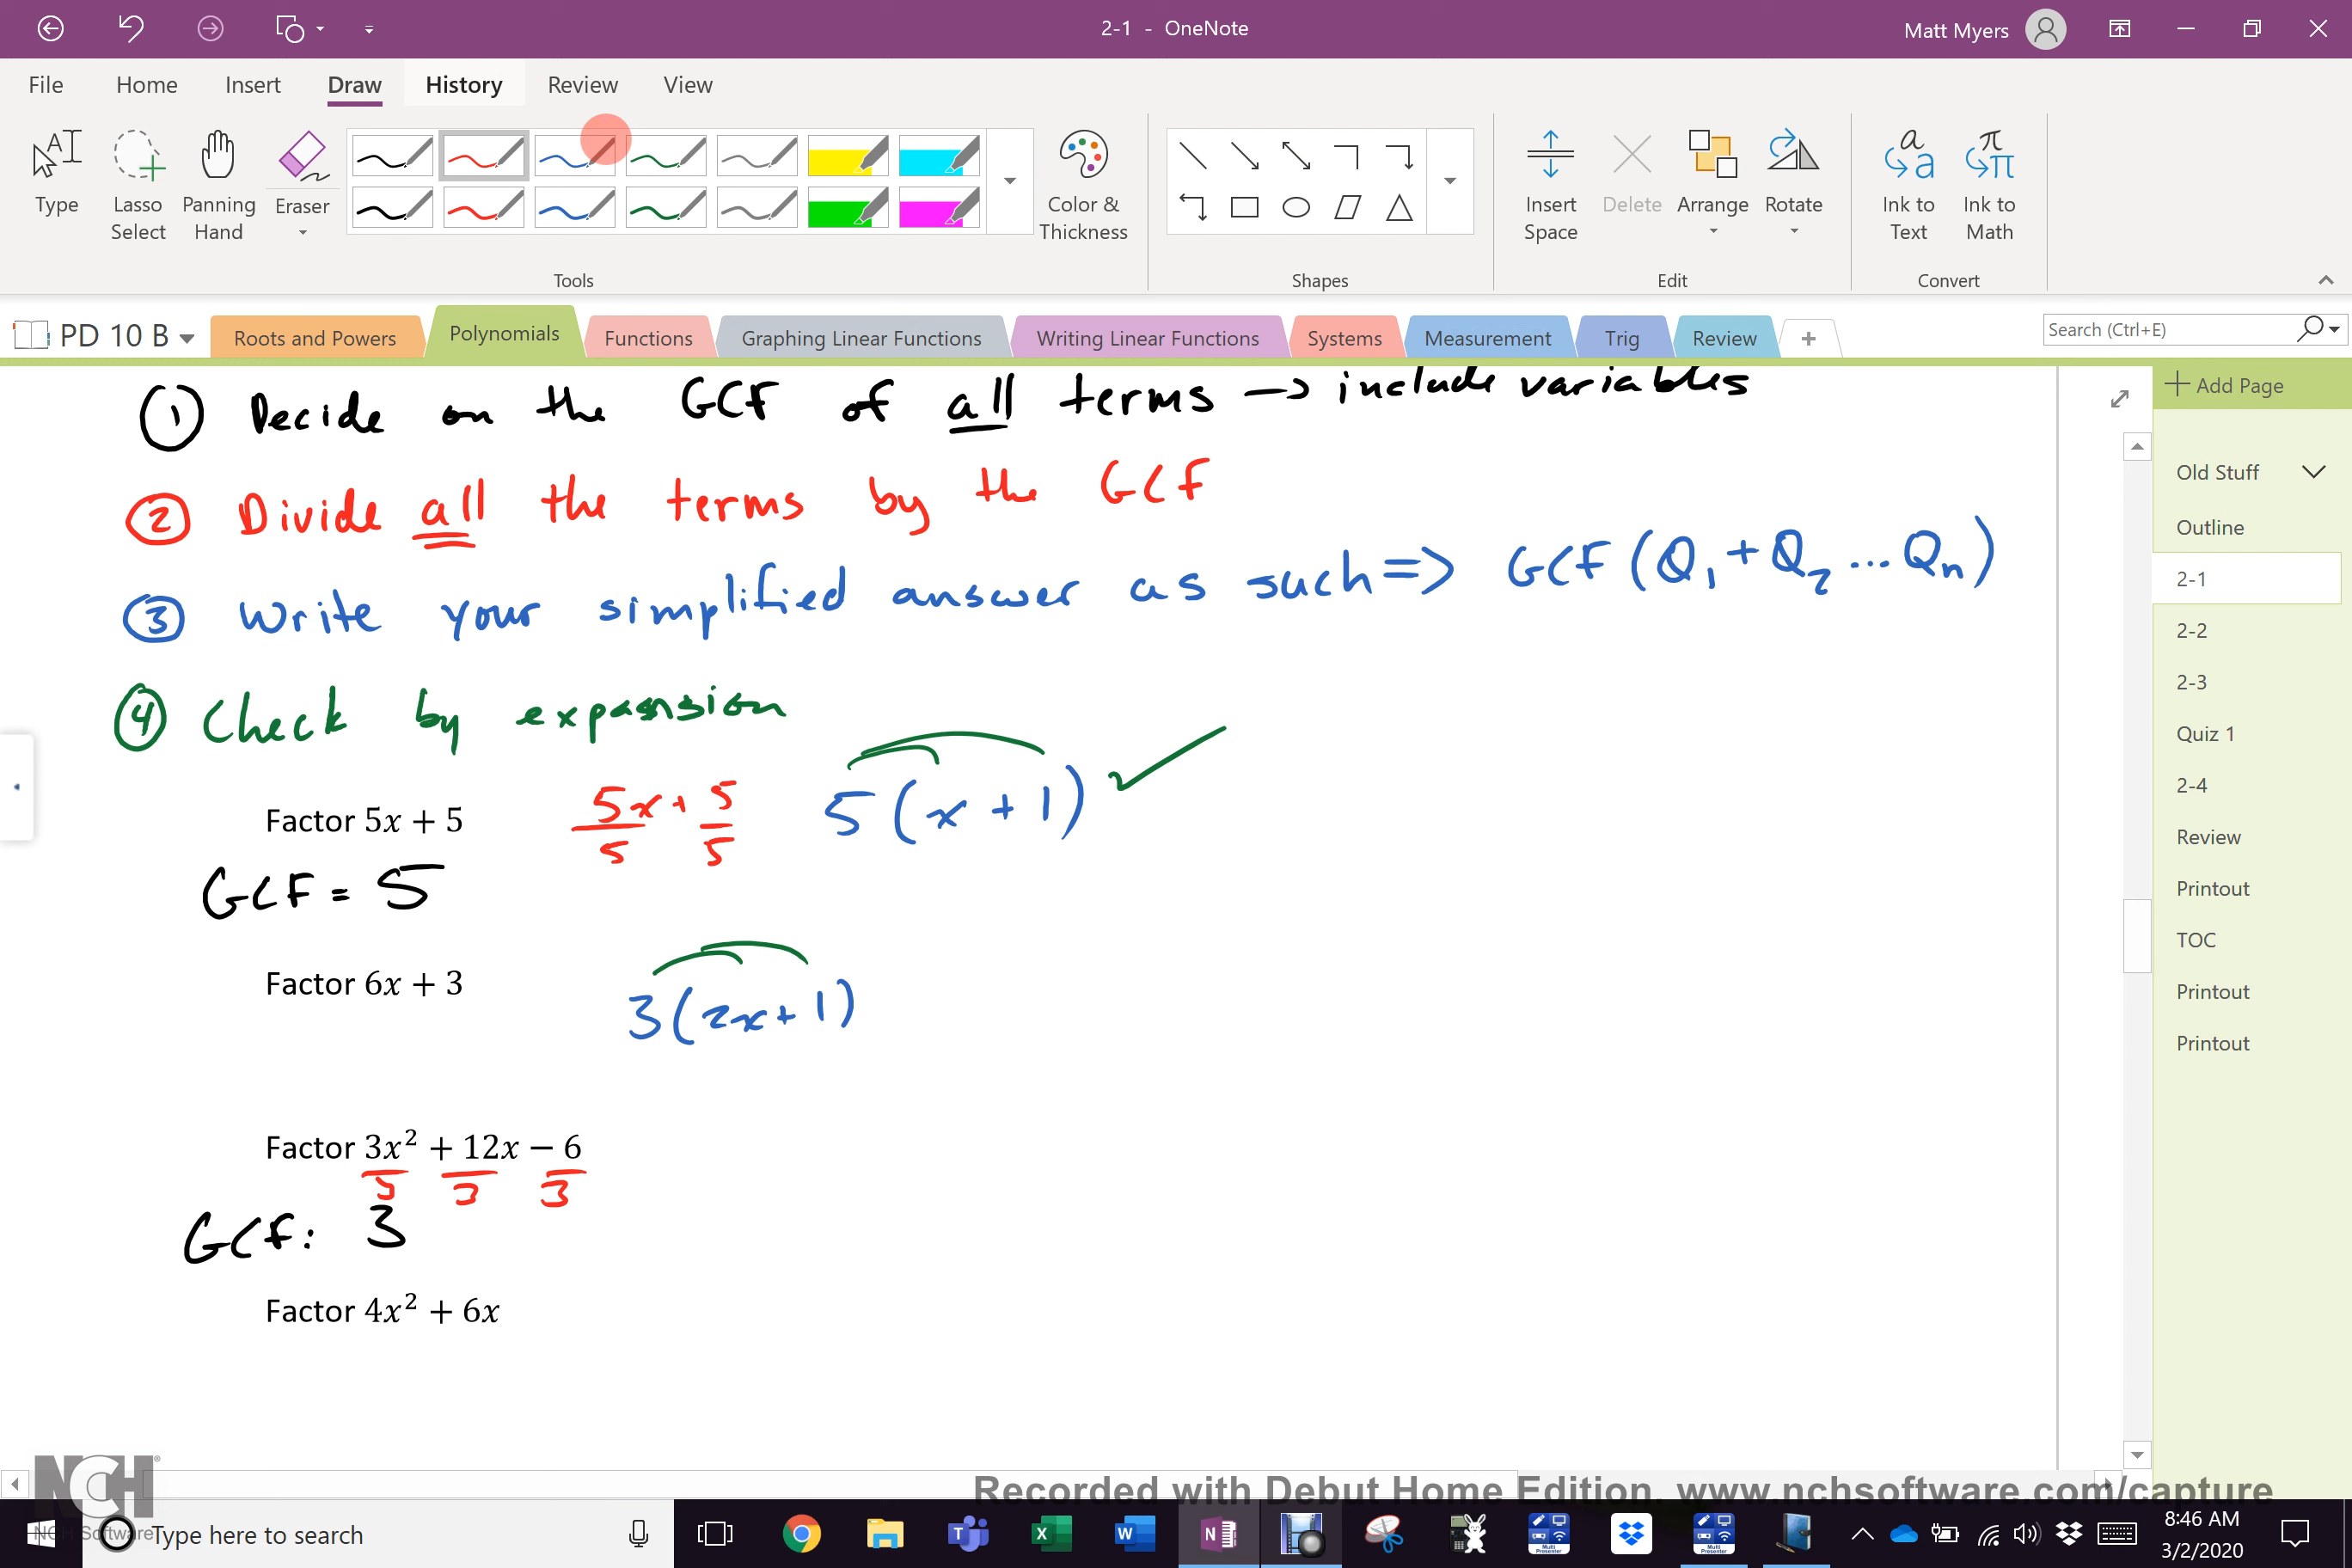 2-1 - OneNote
Matt Myers
File Home Insert Draw History Review View
Type
Lasso Select
Panning Hand
Eraser
Color & Thickness
Insert Space
Delete
Arrange
Rotate
Ink to Text
Ink to Math
Tools
Shapes
Edit
Convert
PD 10 B
Roots and Powers
Polynomials
Functions
Graphing Linear Functions
Writing Linear Functions
Systems
Measurement
Trig
Review
Search (Ctrl+E)
① Decide on the GCF of all terms → include variables
② Divide all the terms by the GCF
③ Write your simplified answer as such => GCF (Q₁ + Q₂ ... Qn)
④ Check by expansion
Factor 5x + 5
5x/5 + 5/5
5(x + 1) ✓
GCF = 5
Factor 6x + 3
3(2x + 1)
Factor 3x² + 12x − 6
3 3 3
GCF: 3
Factor 4x² + 6x
Add Page
Old Stuff
Outline
2-1
2-2
2-3
Quiz 1
2-4
Review
Printout
TOC
Printout
Printout
NCH®
NCH Software
Recorded with Debut Home Edition. www.nchsoftware.com/capture
Type here to search
8:46 AM
3/2/2020